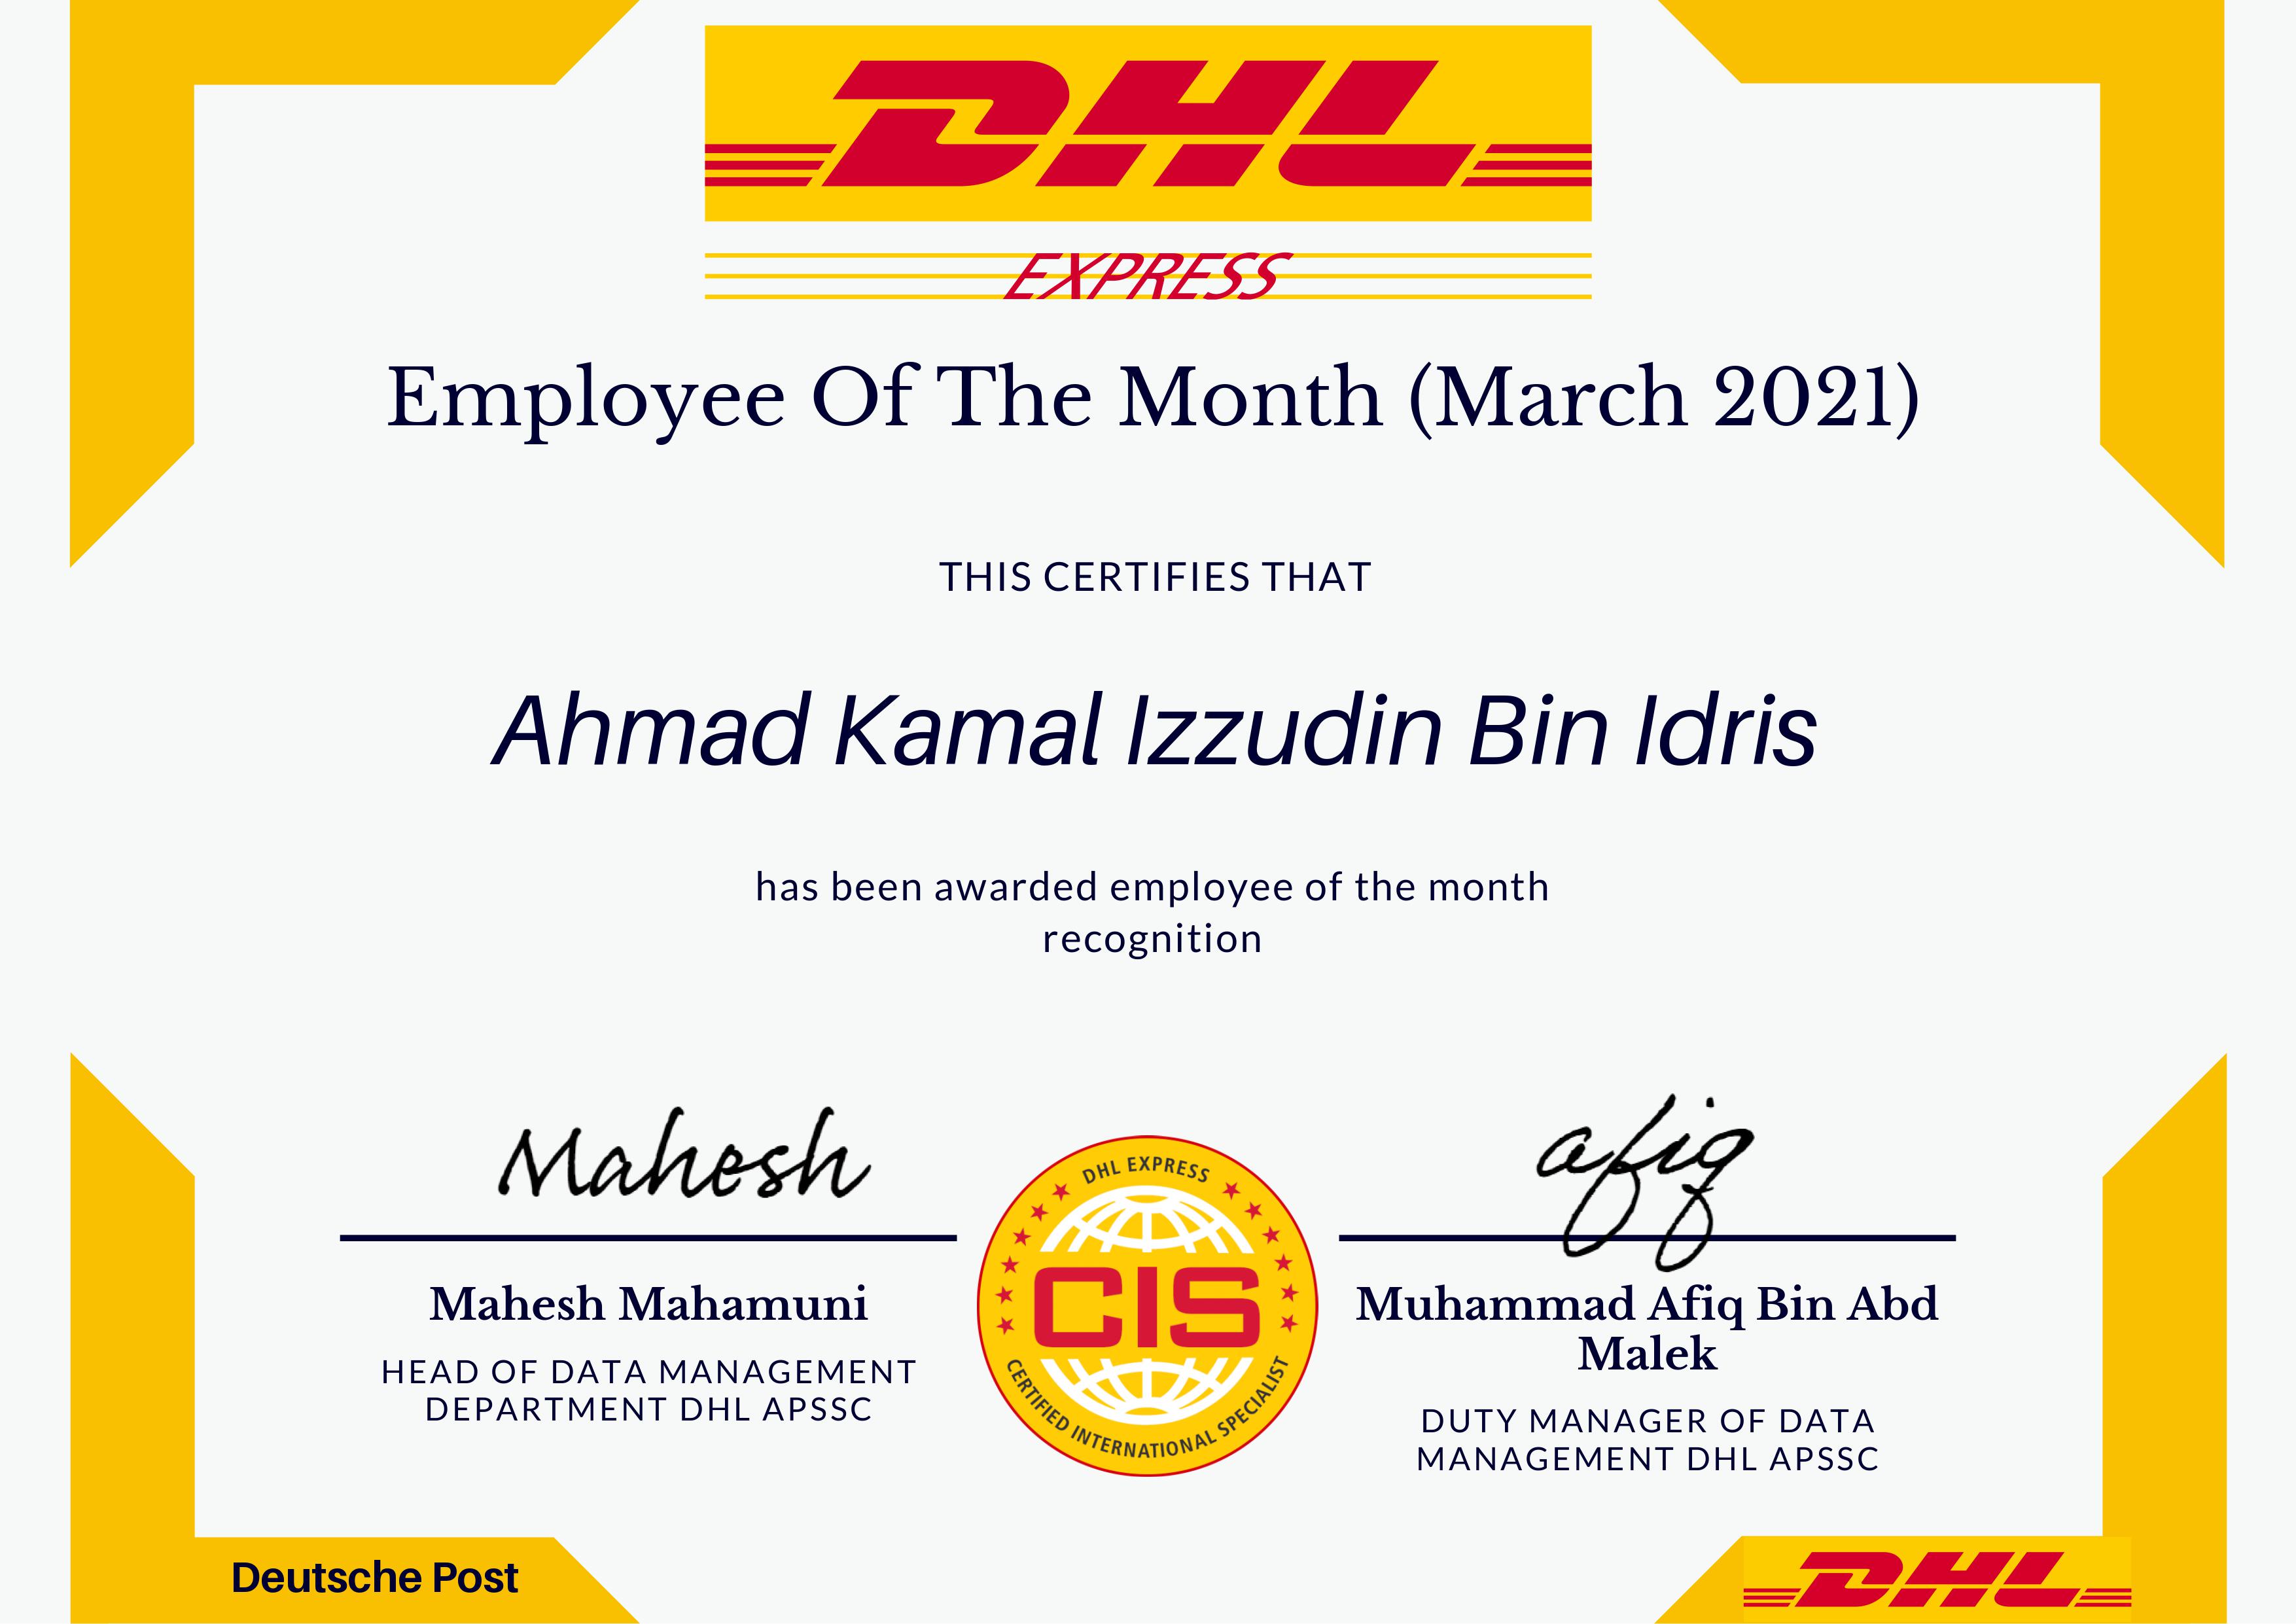 DHL
EXPRESS
Employee Of The Month (March 2021)
THIS CERTIFIES THAT
Ahmad Kamal Izzudin Bin Idris
has been awarded employee of the month
recognition
Mahesh
Mahesh Mahamuni
HEAD OF DATA MANAGEMENT
DEPARTMENT DHL APSSC
DHL EXPRESS
CIS
CERTIFIED INTERNATIONAL SPECIALIST
afiq
Muhammad Afiq Bin Abd
Malek
DUTY MANAGER OF DATA
MANAGEMENT DHL APSSC
Deutsche Post
DHL